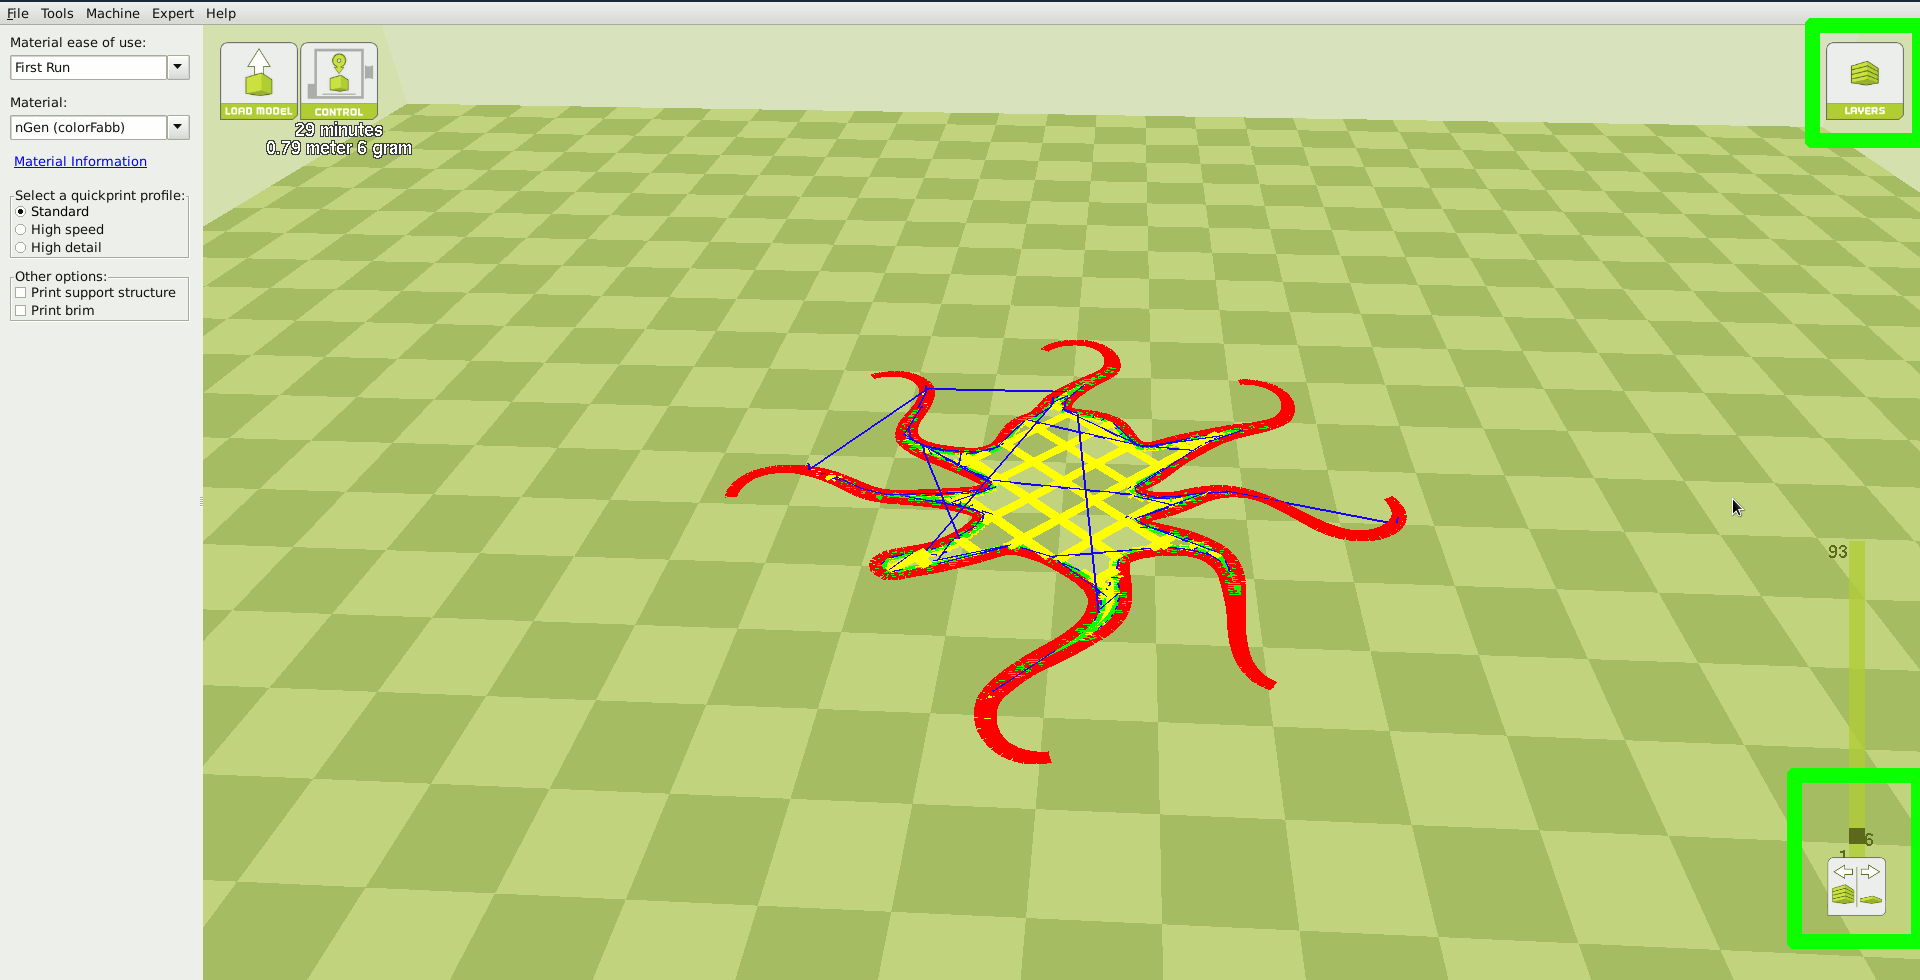 File Tools Machine Expert Help
Material ease of use:
First Run
Material:
nGen (colorFabb)
Material Information
Select a quickprint profile:
Standard
High speed
High detail
Other options:
Print support structure
Print brim
LOAD MODEL
CONTROL
29 minutes
0.79 meter 6 gram
LAYERS
93
6
1